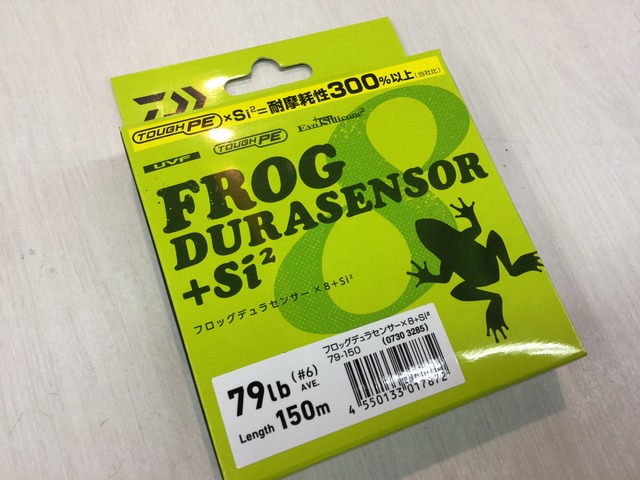 TOUGH PE×Si²=耐摩耗性300%以上(当社比)
TOUGH PE
Evo Silicone²
UVF
8
FROG
DURASENSOR
+Si²
フロッグデュラセンサー×8+Si²
フロッグデュラセンサー×8+Si²
79-150
(0730 3285)
79lb (#6) AVE.
Length 150m
4 550133 017872